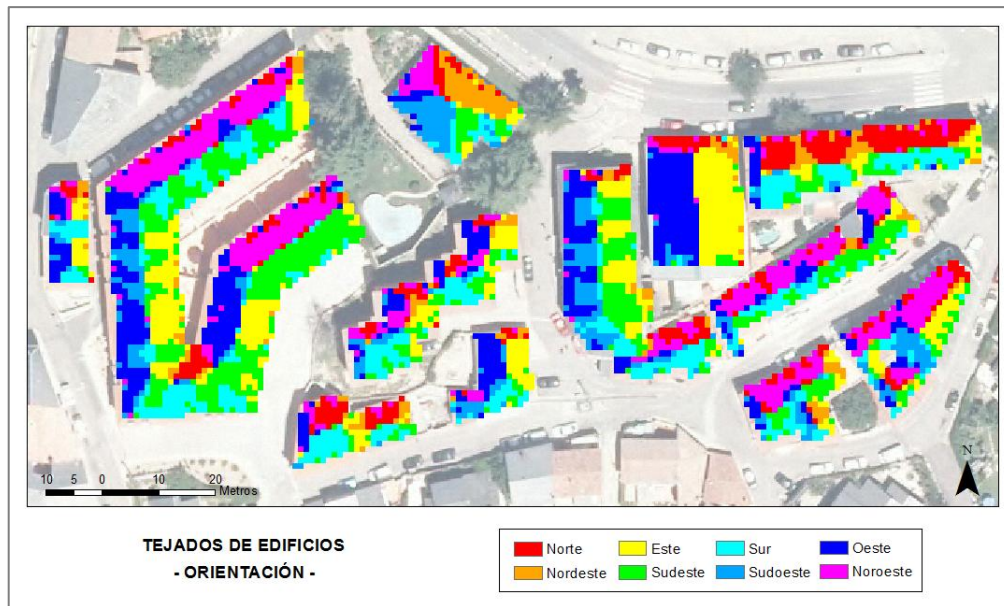 N
10 5 0 10 20
Metros
TEJADOS DE EDIFICIOS
- ORIENTACIÓN -
Norte Este Sur Oeste
Nordeste Sudeste Sudoeste Noroeste